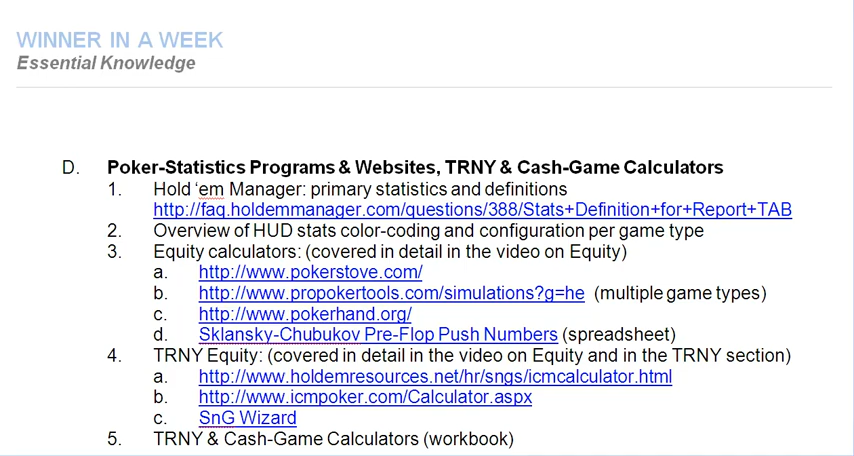 WINNER IN A WEEK
Essential Knowledge
D. Poker-Statistics Programs & Websites, TRNY & Cash-Game Calculators
1. Hold ‘em Manager: primary statistics and definitions
http://faq.holdemmanager.com/questions/388/Stats+Definition+for+Report+TAB
2. Overview of HUD stats color-coding and configuration per game type
3. Equity calculators: (covered in detail in the video on Equity)
a. http://www.pokerstove.com/
b. http://www.propokertools.com/simulations?g=he (multiple game types)
c. http://www.pokerhand.org/
d. Sklansky-Chubukov Pre-Flop Push Numbers (spreadsheet)
4. TRNY Equity: (covered in detail in the video on Equity and in the TRNY section)
a. http://www.holdemresources.net/hr/sngs/icmcalculator.html
b. http://www.icmpoker.com/Calculator.aspx
c. SnG Wizard
5. TRNY & Cash-Game Calculators (workbook)